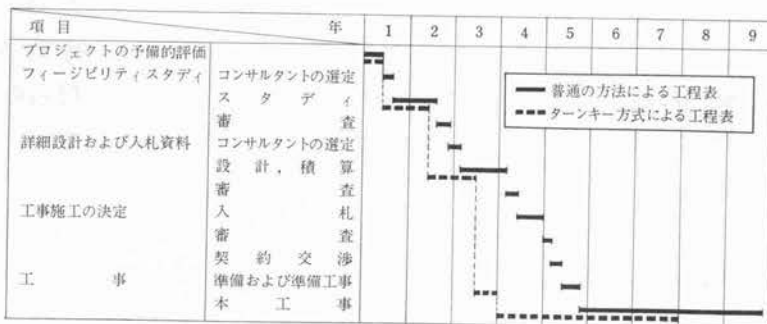 項目 年 1 2 3 4 5 6 7 8 9
プロジェクトの予備的評価
フィージビリティスタディ コンサルタントの選定
スタディ
審査
詳細設計および入札資料 コンサルタントの選定
設計,積算
審査
工事施工の決定 入札
審査
契約交渉
工事 準備および準備工事
本工事
普通の方法による工程表
ターンキー方式による工程表